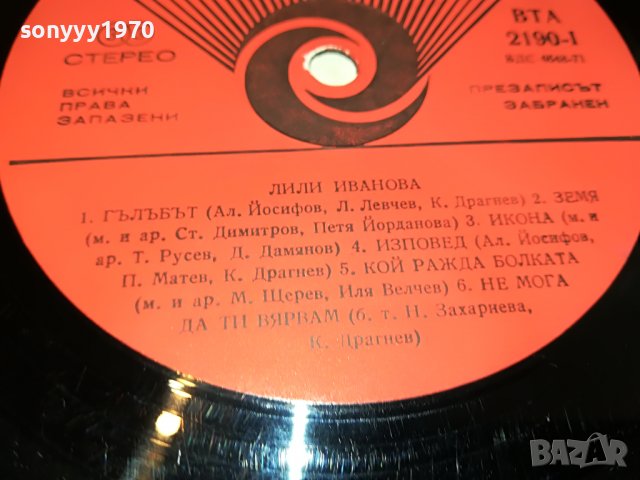 sonyyy1970
СТЕРЕО
ВСИЧКИ
ПРАВА
ЗАПАЗЕНИ
ВТА
2190-I
ПРЕЗАПИСЪТ
ЗАБРАНЕН
ЛИЛИ ИВАНОВА
1. ГЪЛЪБЪТ (Ал. Йосифов, Л. Левчев, К. Драгнев) 2. ЗЕМЯ
(м. и ар. Ст. Димитров, Петя Йорданова) 3. ИКОНА (м. и
ар. Т. Русев, Д. Дамянов) 4. ИЗПОВЕД (Ал. Йосифов,
П. Матев, К. Драгнев) 5. КОЙ РАЖДА БОЛКАТА
(м. и ар. М. Щерев, Иля Велчев) 6. НЕ МОГА
ДА ТИ ВЯРВАМ (б. т. Н. Захариева,
К. Драгнев)
BAZAR